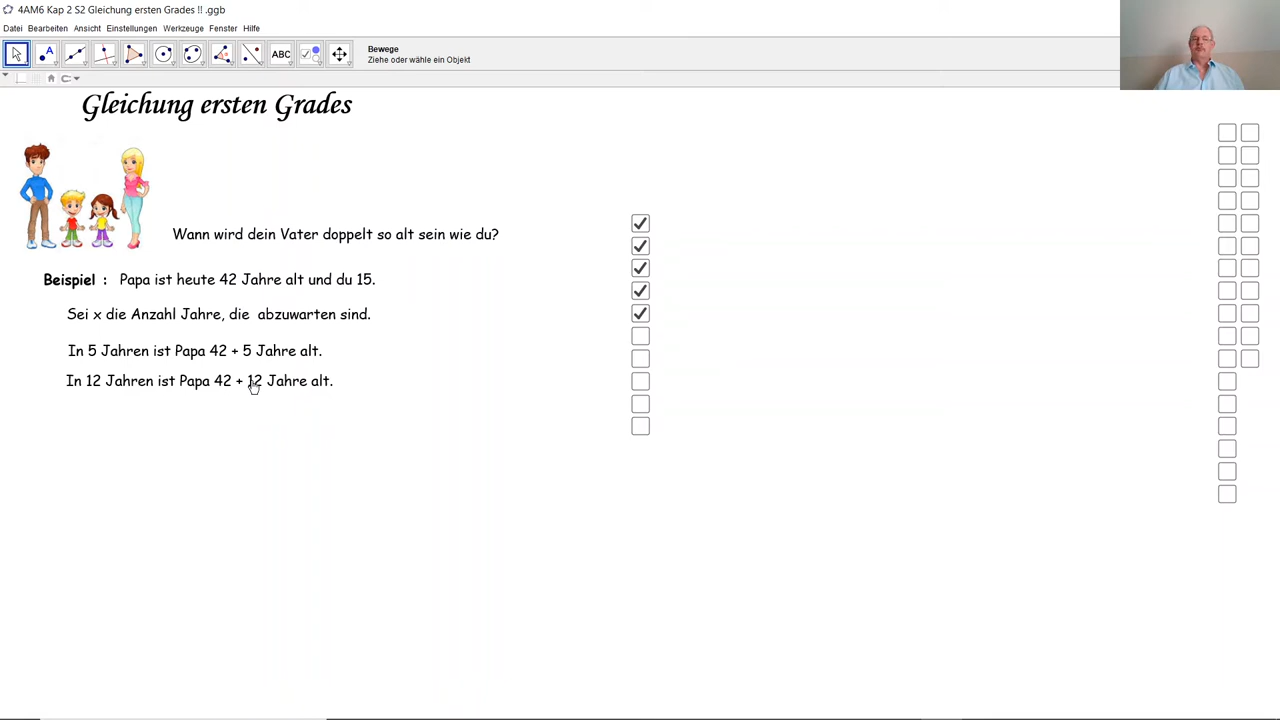 4AM6 Kap 2 S2 Gleichung ersten Grades !! .ggb
Datei Bearbeiten Ansicht Einstellungen Werkzeuge Fenster Hilfe
ABC
Bewege
Ziehe oder wähle ein Objekt
Gleichung ersten Grades
Wann wird dein Vater doppelt so alt sein wie du?
Beispiel : Papa ist heute 42 Jahre alt und du 15.
Sei x die Anzahl Jahre, die abzuwarten sind.
In 5 Jahren ist Papa 42 + 5 Jahre alt.
In 12 Jahren ist Papa 42 + 12 Jahre alt.